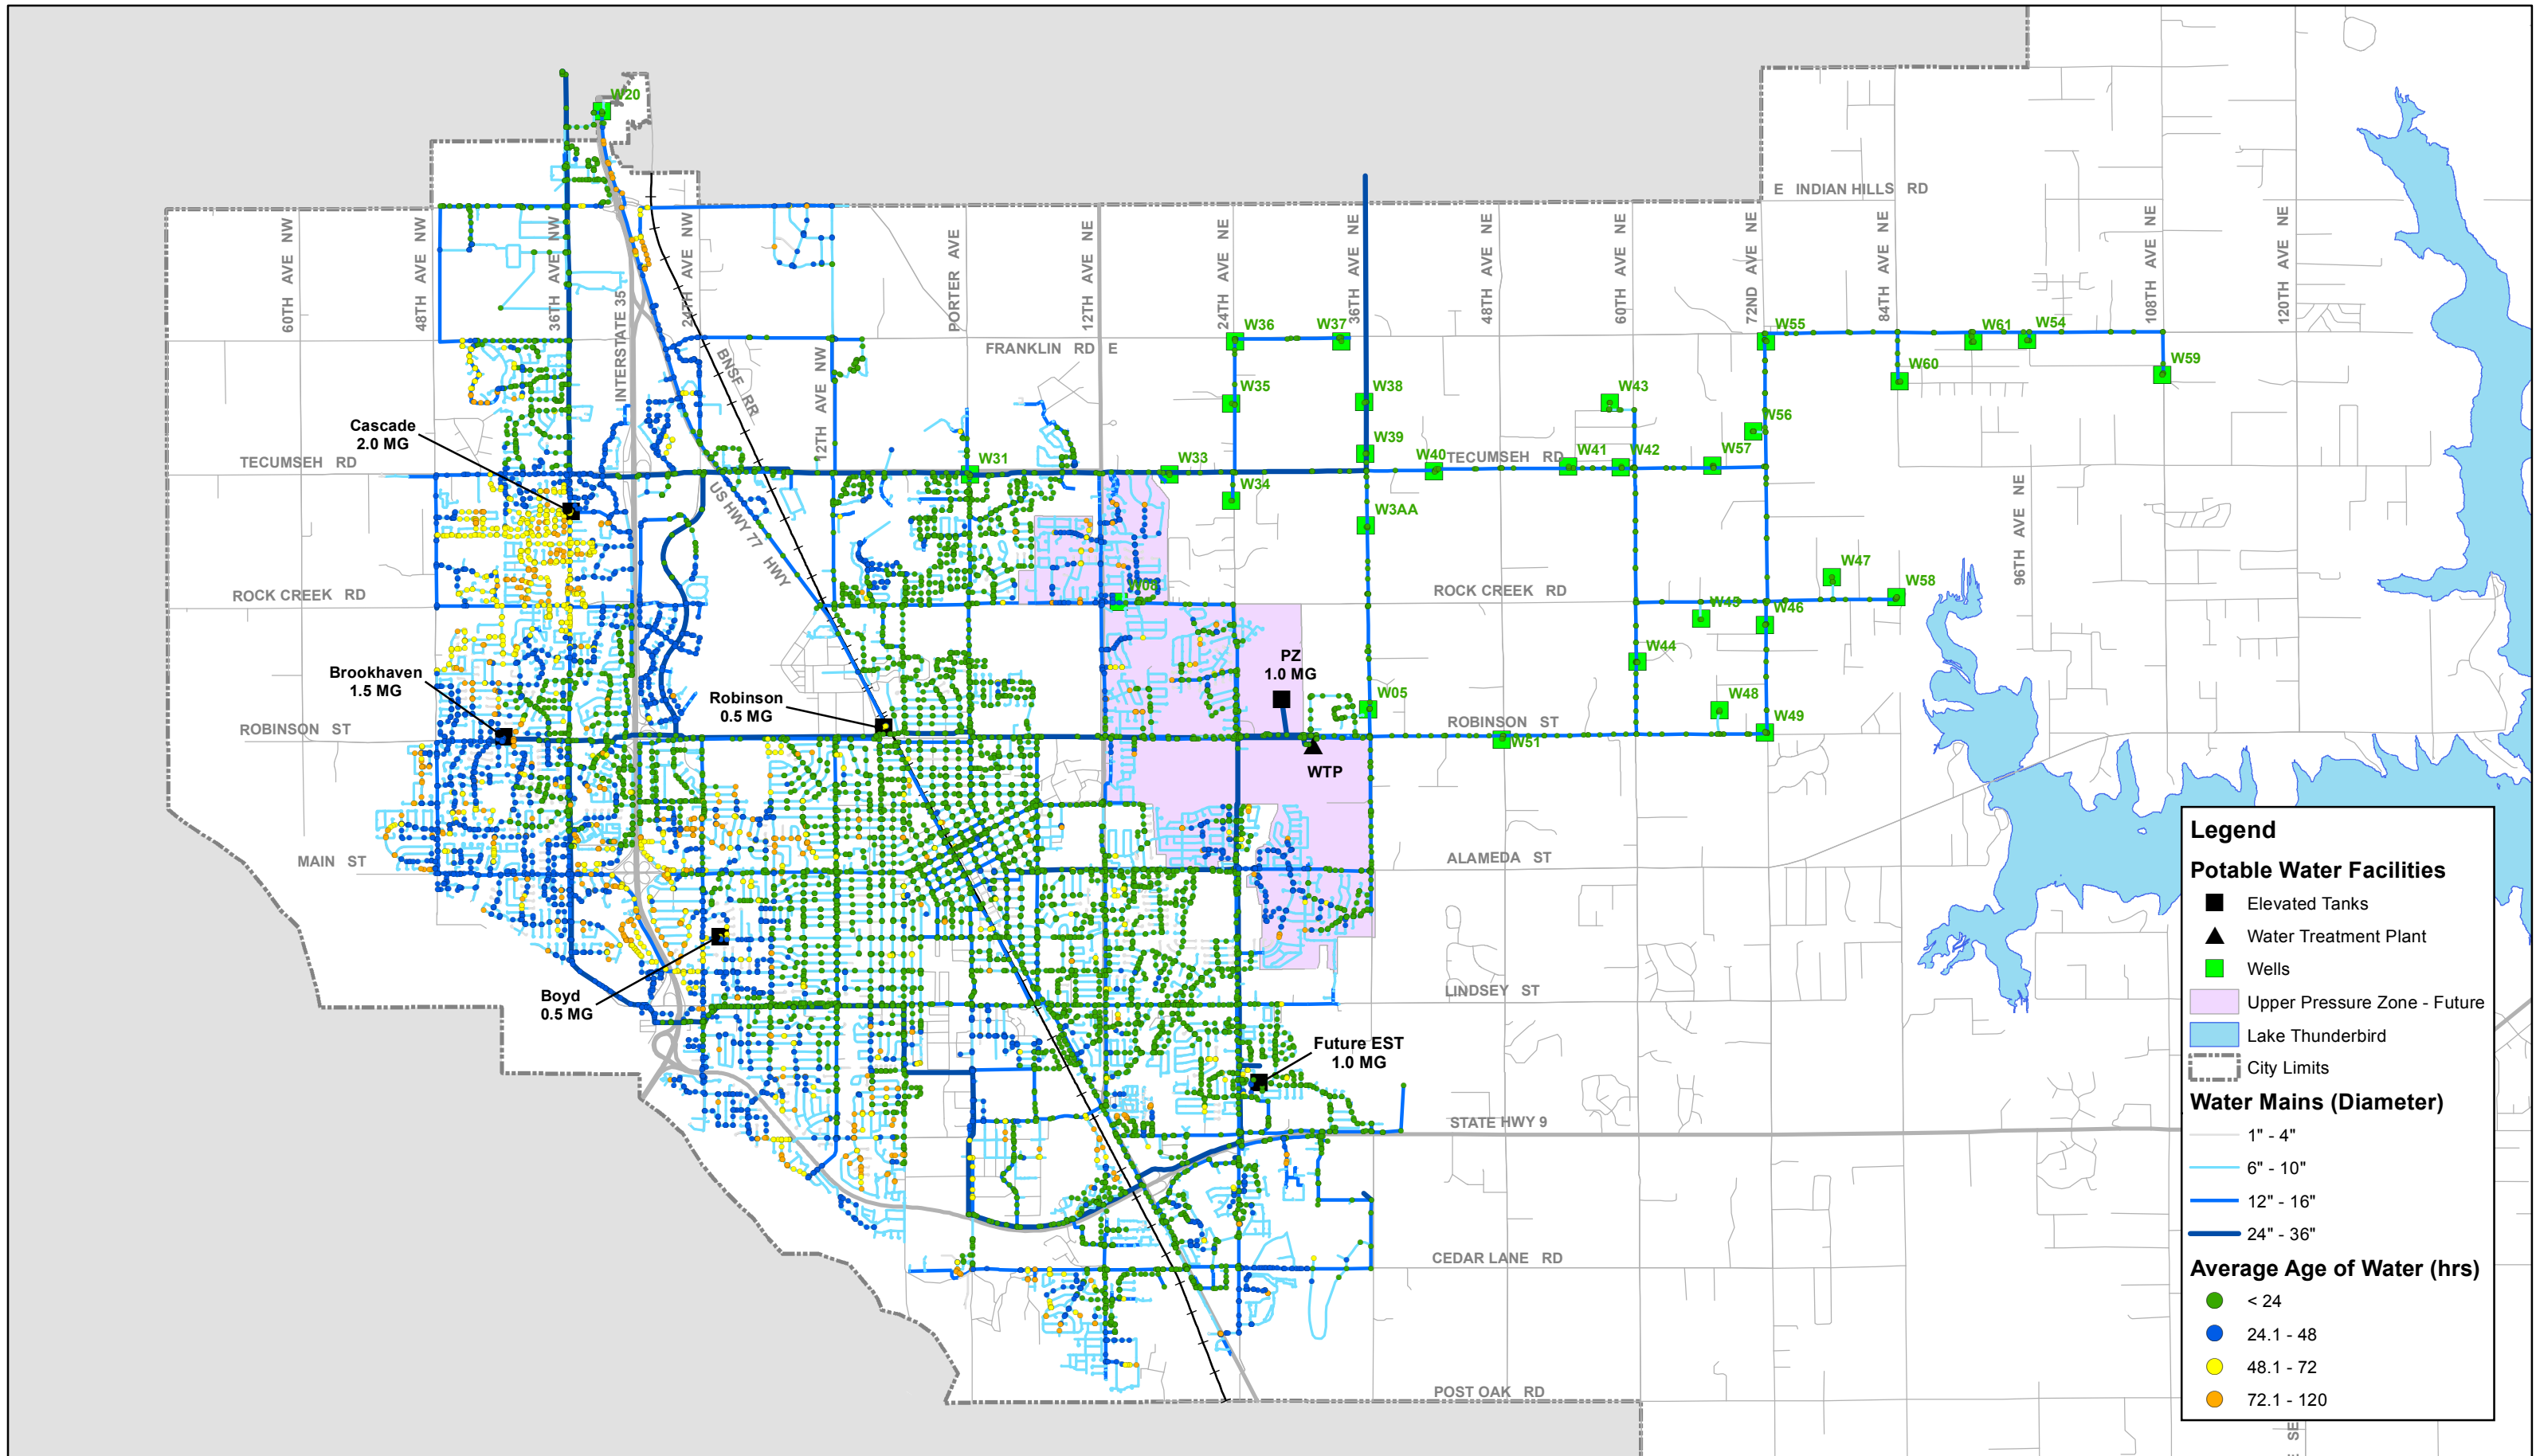 W20
E INDIAN HILLS RD
60TH AVE NW
48TH AVE NW
36TH AVE NW
INTERSTATE 35
24TH AVE NW
BNSF RR
12TH AVE NW
PORTER AVE
12TH AVE NE
24TH AVE NE
36TH AVE NE
48TH AVE NE
60TH AVE NE
72ND AVE NE
84TH AVE NE
108TH AVE NE
120TH AVE NE
FRANKLIN RD E
W36
W37
W55
W61
W54
W59
W60
W35
W38
W43
W56
Cascade
2.0 MG
TECUMSEH RD
W31
W33
W39
W40
TECUMSEH RD
W41
W42
W57
W34
W3AA
US HWY 77 HWY
96TH AVE NE
ROCK CREEK RD
ROCK CREEK RD
W47
W58
W45
W46
W44
Brookhaven
1.5 MG
Robinson
0.5 MG
PZ
1.0 MG
W05
W48
W49
ROBINSON ST
ROBINSON ST
W51
WTP
MAIN ST
ALAMEDA ST
Boyd
0.5 MG
LINDSEY ST
Future EST
1.0 MG
STATE HWY 9
CEDAR LANE RD
POST OAK RD
Legend
Potable Water Facilities
Elevated Tanks
Water Treatment Plant
Wells
Upper Pressure Zone - Future
Lake Thunderbird
City Limits
Water Mains (Diameter)
1" - 4"
6" - 10"
12" - 16"
24" - 36"
Average Age of Water (hrs)
< 24
24.1 - 48
48.1 - 72
72.1 - 120